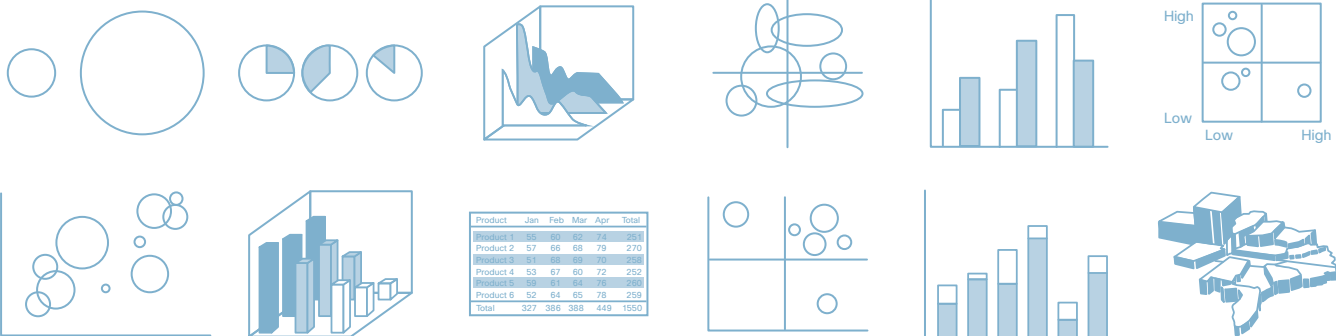 High
Low
Low High
Product Jan Feb Mar Apr Total
Product 1 55 60 62 74 251
Product 2 57 66 68 79 270
Product 3 51 68 69 70 258
Product 4 53 67 60 72 252
Product 5 59 61 64 76 260
Product 6 52 64 65 78 259
Total 327 386 388 449 1550